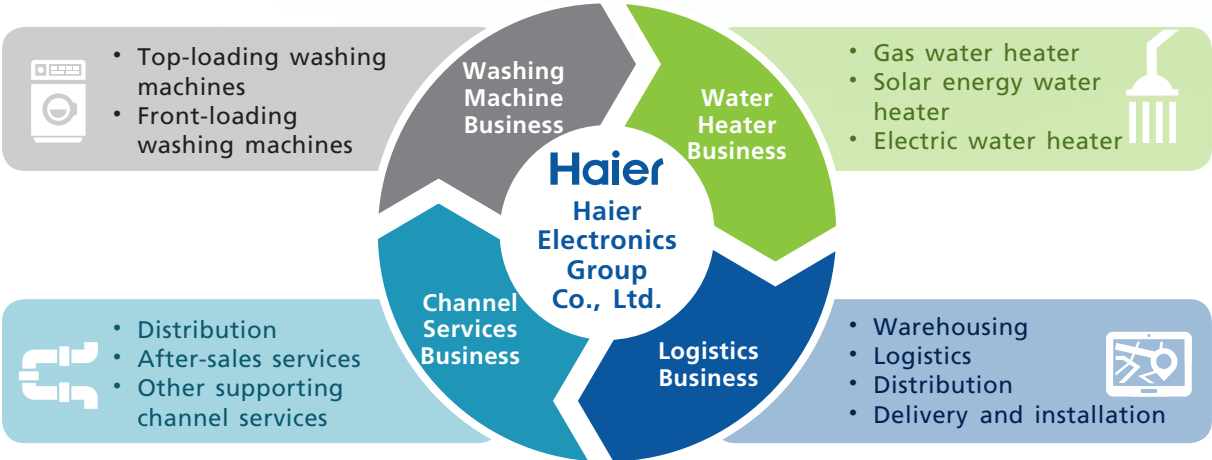 • Top-loading washing
machines
• Front-loading
washing machines
Washing
Machine
Business
Water
Heater
Business
• Gas water heater
• Solar energy water
heater
• Electric water heater
Haier
Haier
Electronics
Group
Co., Ltd.
• Distribution
• After-sales services
• Other supporting
channel services
Channel
Services
Business
Logistics
Business
• Warehousing
• Logistics
• Distribution
• Delivery and installation